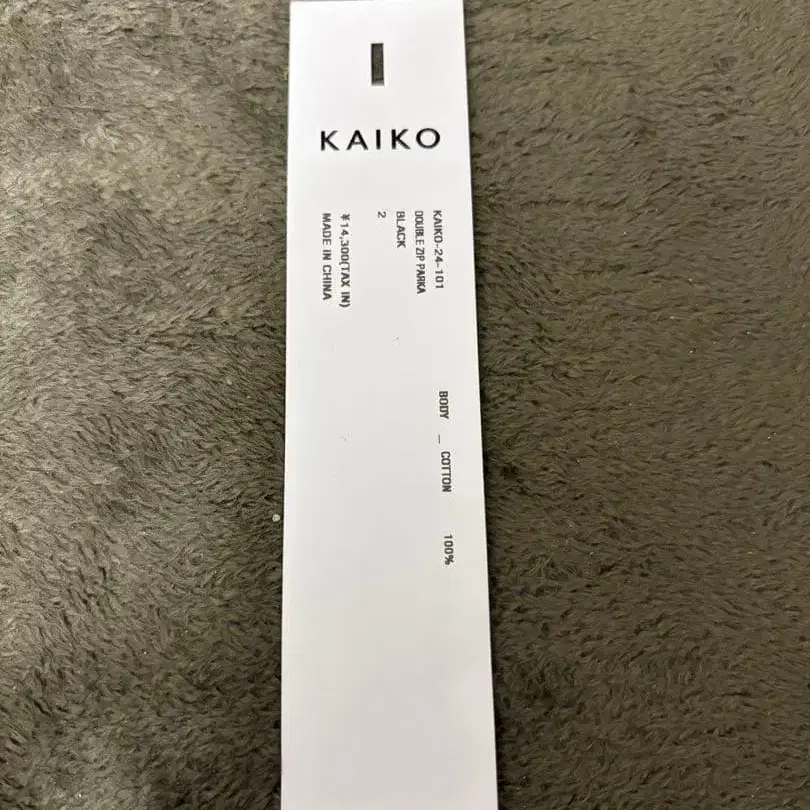 KAIKO
KAIKO-24-101
DOUBLE ZIP PARKA
BLACK
2
¥14,300(TAX IN)
MADE IN CHINA
BODY _ COTTON 100%